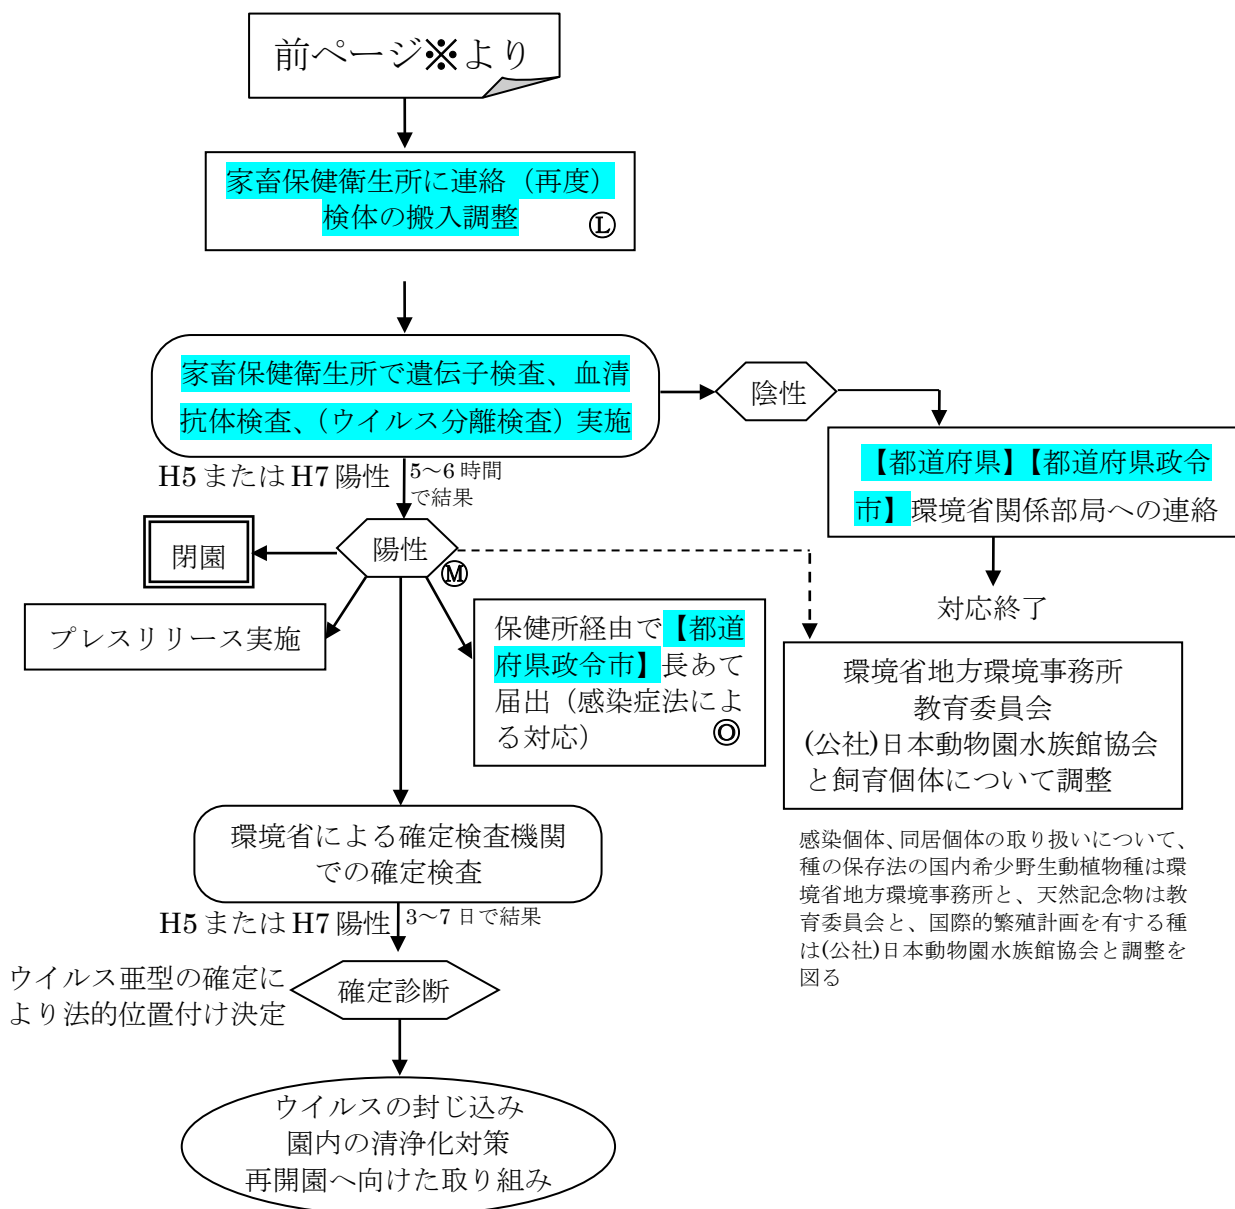 前ページ※より
家畜保健衛生所に連絡（再度）
検体の搬入調整
Ⓛ
家畜保健衛生所で遺伝子検査、血清
抗体検査、（ウイルス分離検査）実施
陰性
【都道府県】【都道府県政令
市】環境省関係部局への連絡
対応終了
H5 または H7 陽性
5～6 時間
で結果
陽性
Ⓜ
閉園
プレスリリース実施
保健所経由で【都道
府県政令市】長あて
届出（感染症法によ
る対応）
Ⓞ
環境省地方環境事務所
教育委員会
(公社)日本動物園水族館協会
と飼育個体について調整
感染個体、同居個体の取り扱いについて、
種の保存法の国内希少野生動植物種は環
境省地方環境事務所と、天然記念物は教
育委員会と、国際的繁殖計画を有する種
は(公社)日本動物園水族館協会と調整を
図る
環境省による確定検査機関
での確定検査
H5 または H7 陽性
3～7 日で結果
ウイルス亜型の確定に
より法的位置付け決定
確定診断
ウイルスの封じ込め
園内の清浄化対策
再開園へ向けた取り組み